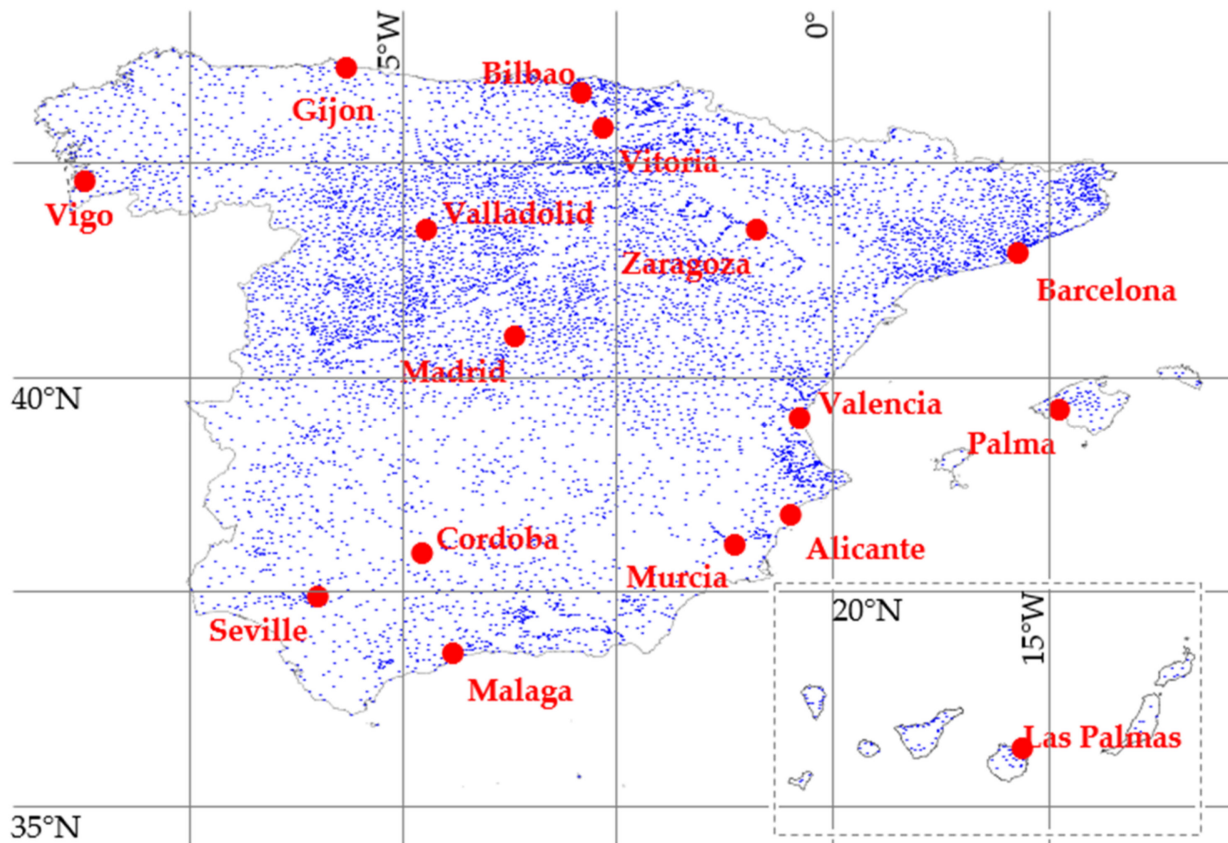 5°W
0°
Bilbao
Gíjon
Vitoria
Vigo
Valladolid
Zaragoza
Barcelona
Madrid
40°N
Valencia
Palma
Cordoba
Alicante
Murcia
20°N
15°W
Seville
Malaga
Las Palmas
35°N